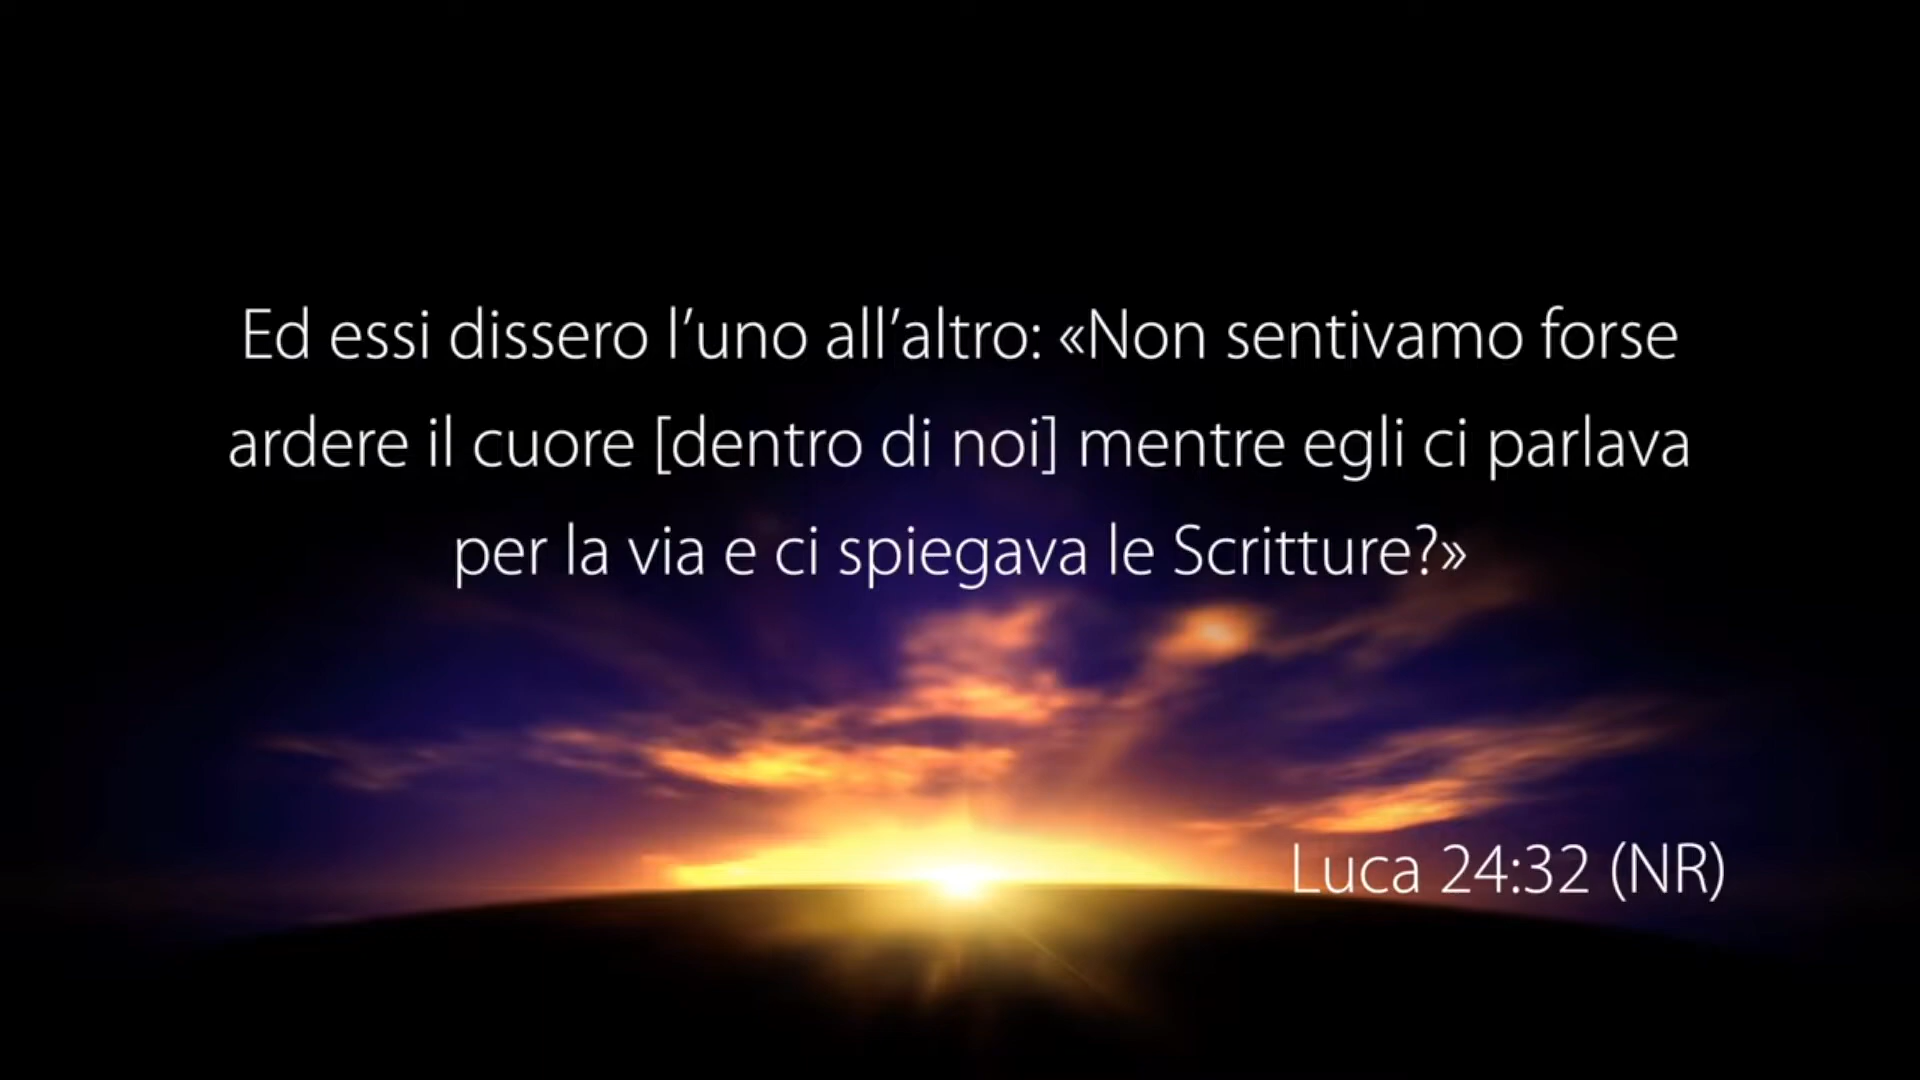 Ed essi dissero l’uno all’altro: «Non sentivamo forse
ardere il cuore [dentro di noi] mentre egli ci parlava
per la via e ci spiegava le Scritture?»
Luca 24:32 (NR)